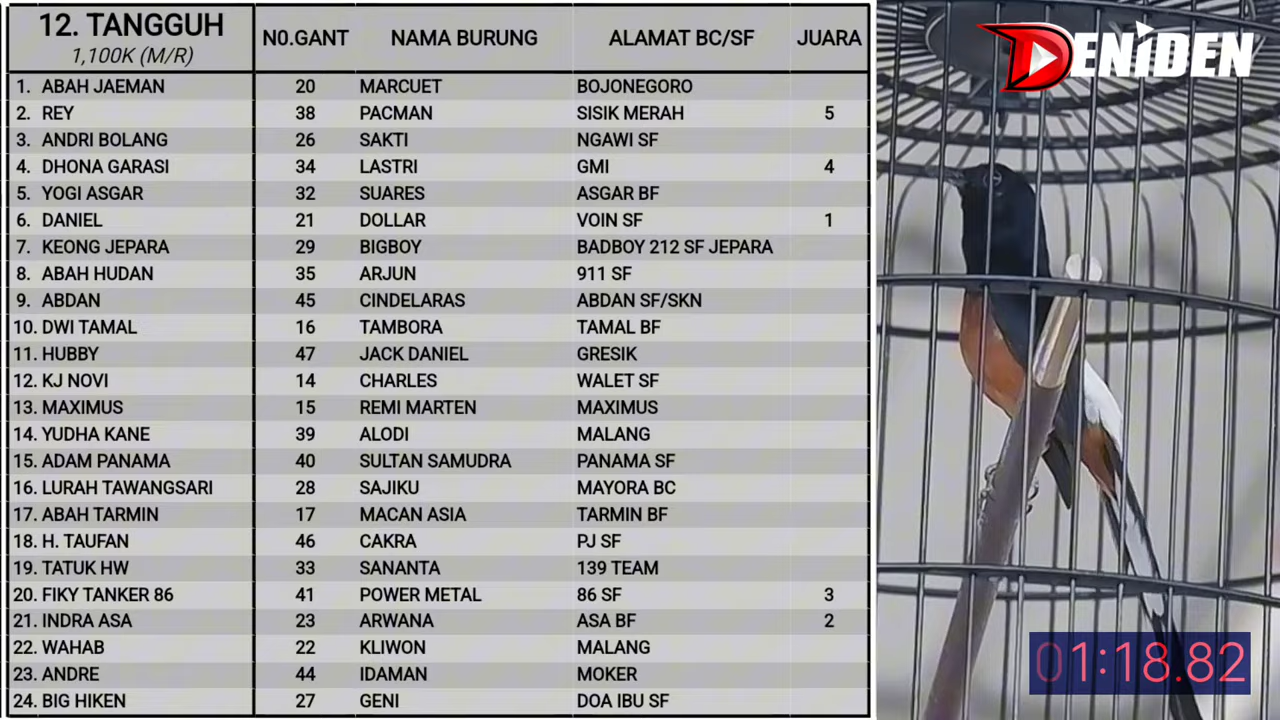 12. TANGGUH
1,100K (M/R)
N0.GANT NAMA BURUNG ALAMAT BC/SF JUARA
1. ABAH JAEMAN 20 MARCUET BOJONEGORO
2. REY 38 PACMAN SISIK MERAH 5
3. ANDRI BOLANG 26 SAKTI NGAWI SF
4. DHONA GARASI 34 LASTRI GMI 4
5. YOGI ASGAR 32 SUARES ASGAR BF
6. DANIEL 21 DOLLAR VOIN SF 1
7. KEONG JEPARA 29 BIGBOY BADBOY 212 SF JEPARA
8. ABAH HUDAN 35 ARJUN 911 SF
9. ABDAN 45 CINDELARAS ABDAN SF/SKN
10. DWI TAMAL 16 TAMBORA TAMAL BF
11. HUBBY 47 JACK DANIEL GRESIK
12. KJ NOVI 14 CHARLES WALET SF
13. MAXIMUS 15 REMI MARTEN MAXIMUS
14. YUDHA KANE 39 ALODI MALANG
15. ADAM PANAMA 40 SULTAN SAMUDRA PANAMA SF
16. LURAH TAWANGSARI 28 SAJIKU MAYORA BC
17. ABAH TARMIN 17 MACAN ASIA TARMIN BF
18. H. TAUFAN 46 CAKRA PJ SF
19. TATUK HW 33 SANANTA 139 TEAM
20. FIKY TANKER 86 41 POWER METAL 86 SF 3
21. INDRA ASA 23 ARWANA ASA BF 2
22. WAHAB 22 KLIWON MALANG
23. ANDRE 44 IDAMAN MOKER
24. BIG HIKEN 27 GENI DOA IBU SF
DENIDEN
01:18.82